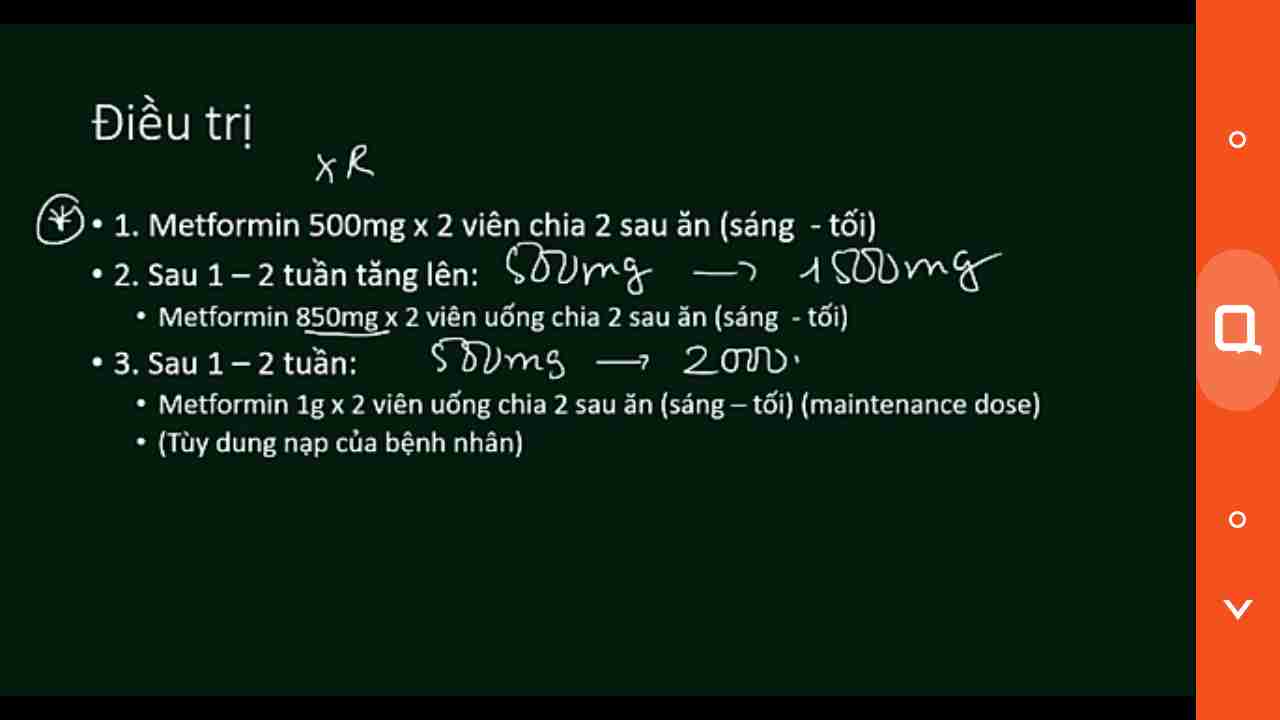 Điều trị
XR
• 1. Metformin 500mg x 2 viên chia 2 sau ăn (sáng - tối)
• 2. Sau 1 – 2 tuần tăng lên: 500mg → 1500mg
• Metformin 850mg x 2 viên uống chia 2 sau ăn (sáng - tối)
• 3. Sau 1 – 2 tuần: 500mg → 2000.
• Metformin 1g x 2 viên uống chia 2 sau ăn (sáng – tối) (maintenance dose)
• (Tùy dung nạp của bệnh nhân)